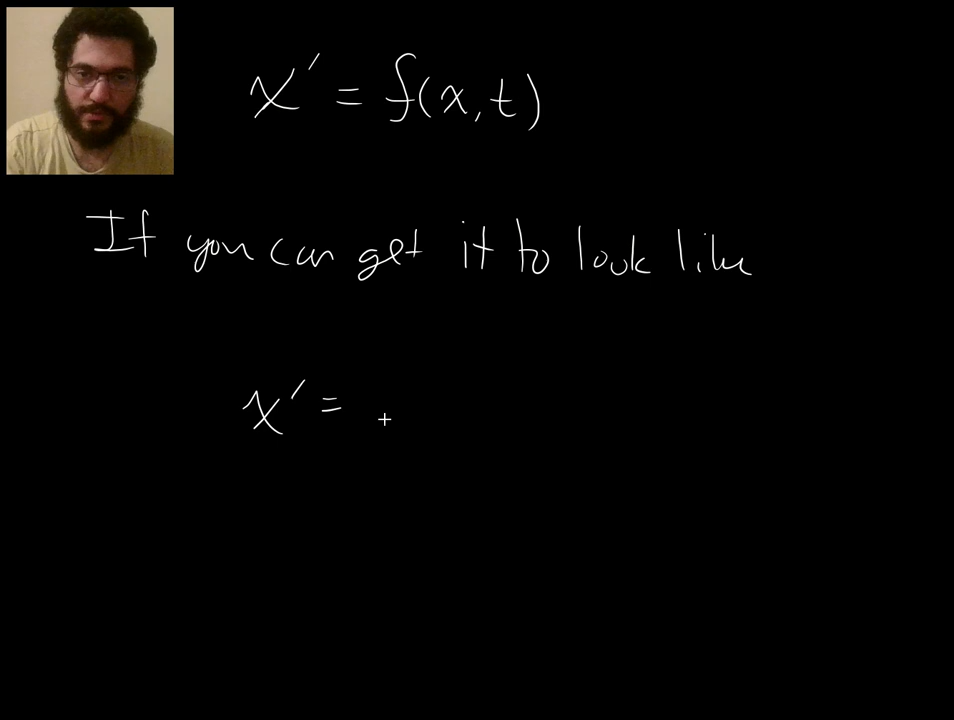 x' = f(x,t)
If you can get it to look like
x' =